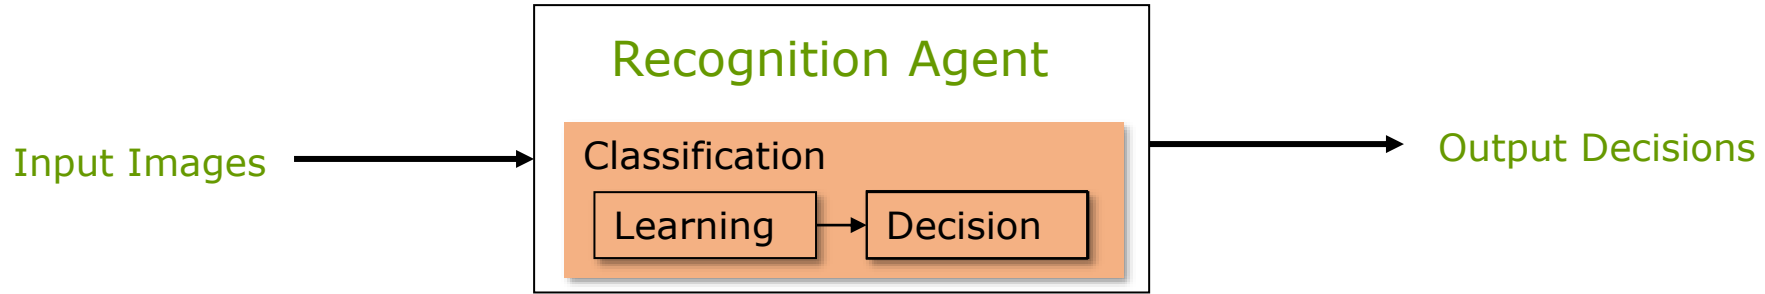 Recognition Agent
Input Images
Classification
Learning
Decision
Output Decisions